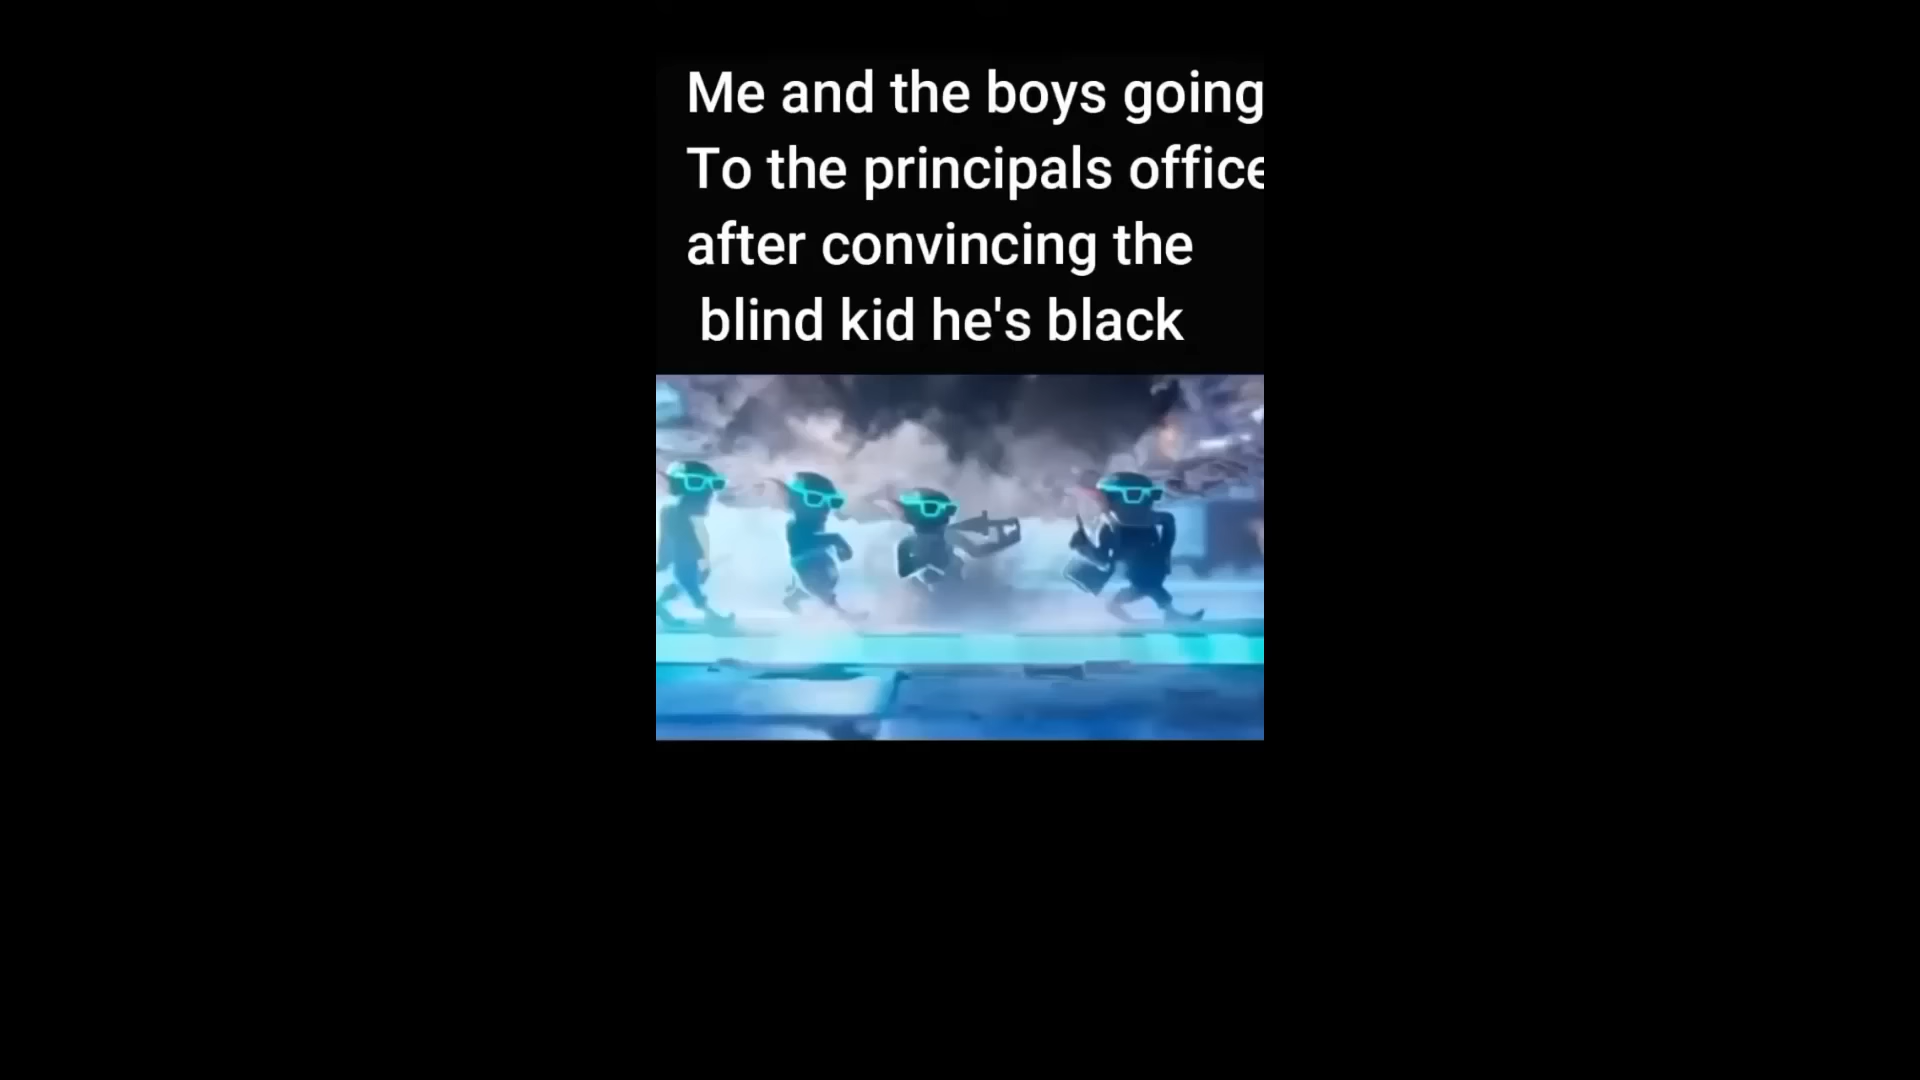 Me and the boys going
To the principals office
after convincing the
blind kid he's black